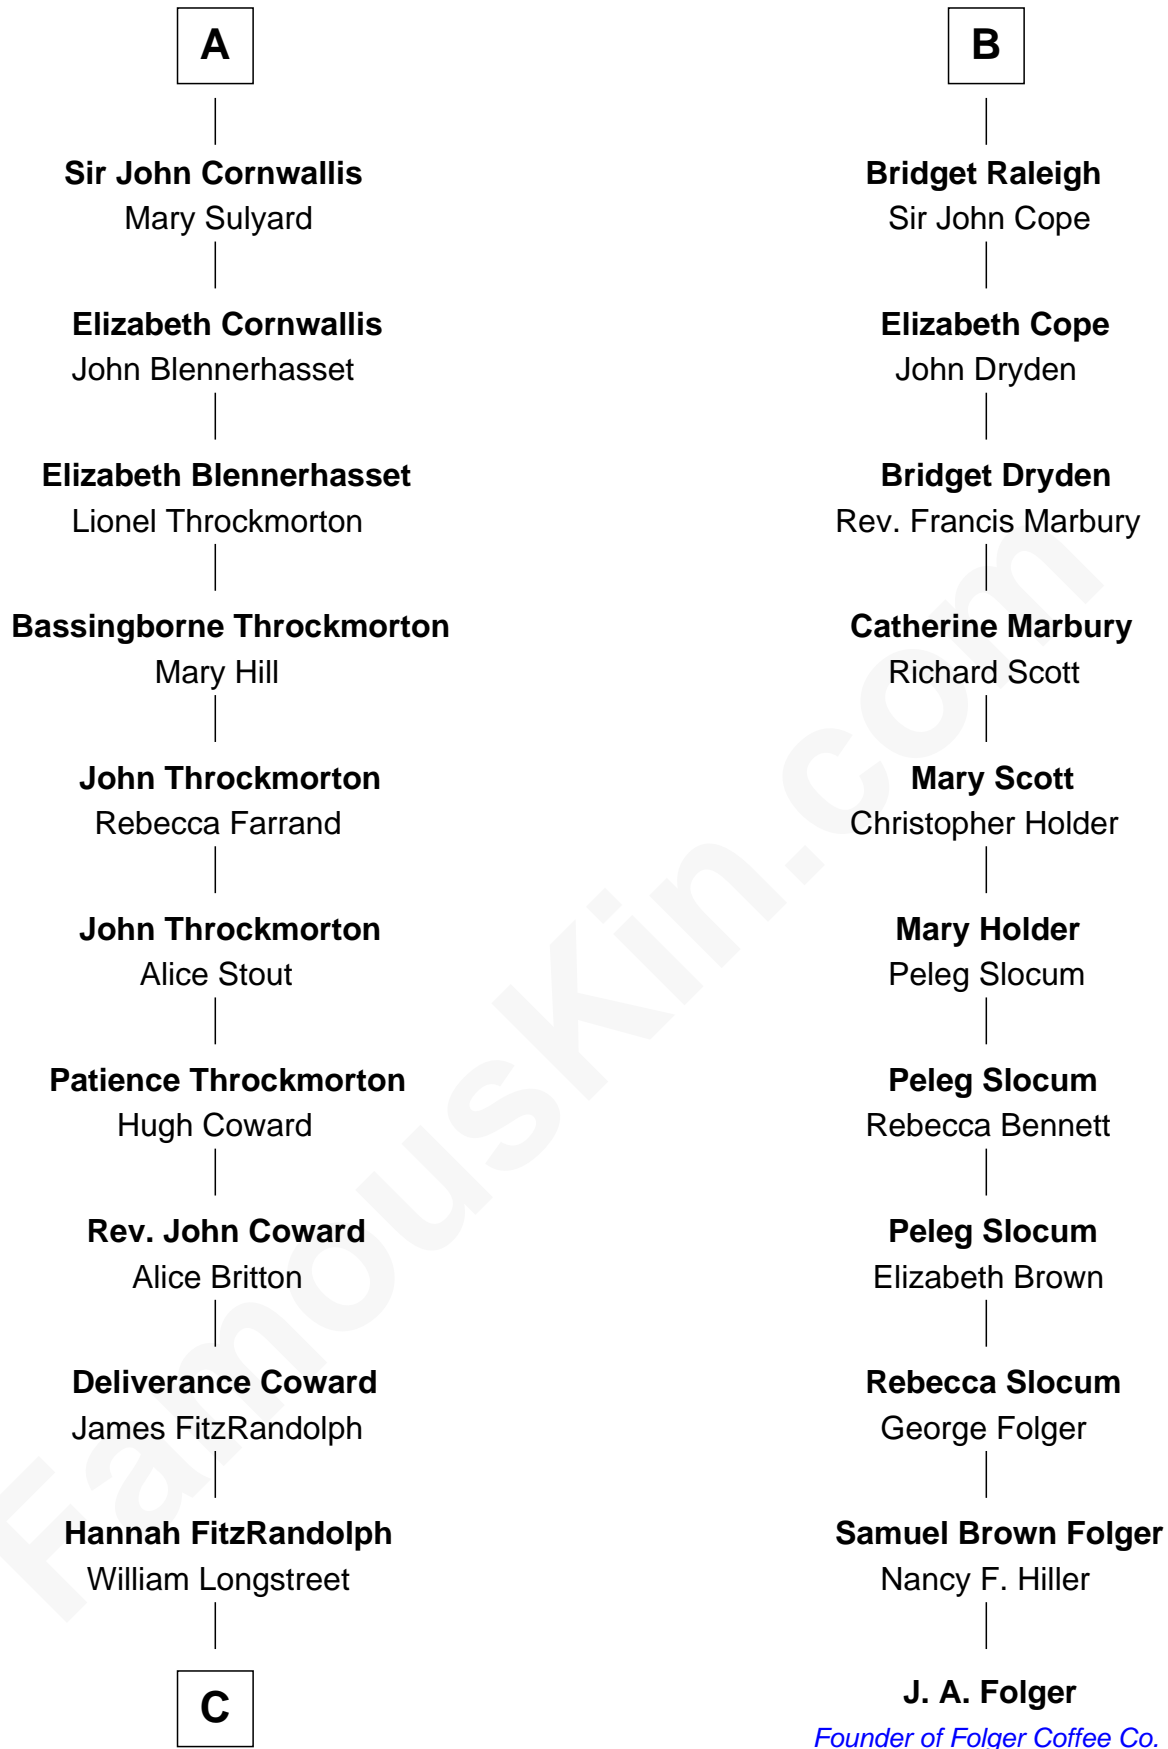 A
Sir John Cornwallis
Mary Sulyard
Elizabeth Cornwallis
John Blennerhasset
Elizabeth Blennerhasset
Lionel Throckmorton
Bassingborne Throckmorton
Mary Hill
John Throckmorton
Rebecca Farrand
John Throckmorton
Alice Stout
Patience Throckmorton
Hugh Coward
Rev. John Coward
Alice Britton
Deliverance Coward
James FitzRandolph
Hannah FitzRandolph
William Longstreet
C
B
Bridget Raleigh
Sir John Cope
Elizabeth Cope
John Dryden
Bridget Dryden
Rev. Francis Marbury
Catherine Marbury
Richard Scott
Mary Scott
Christopher Holder
Mary Holder
Peleg Slocum
Peleg Slocum
Rebecca Bennett
Peleg Slocum
Elizabeth Brown
Rebecca Slocum
George Folger
Samuel Brown Folger
Nancy F. Hiller
J. A. Folger
Founder of Folger Coffee Co.
FamousKin.com